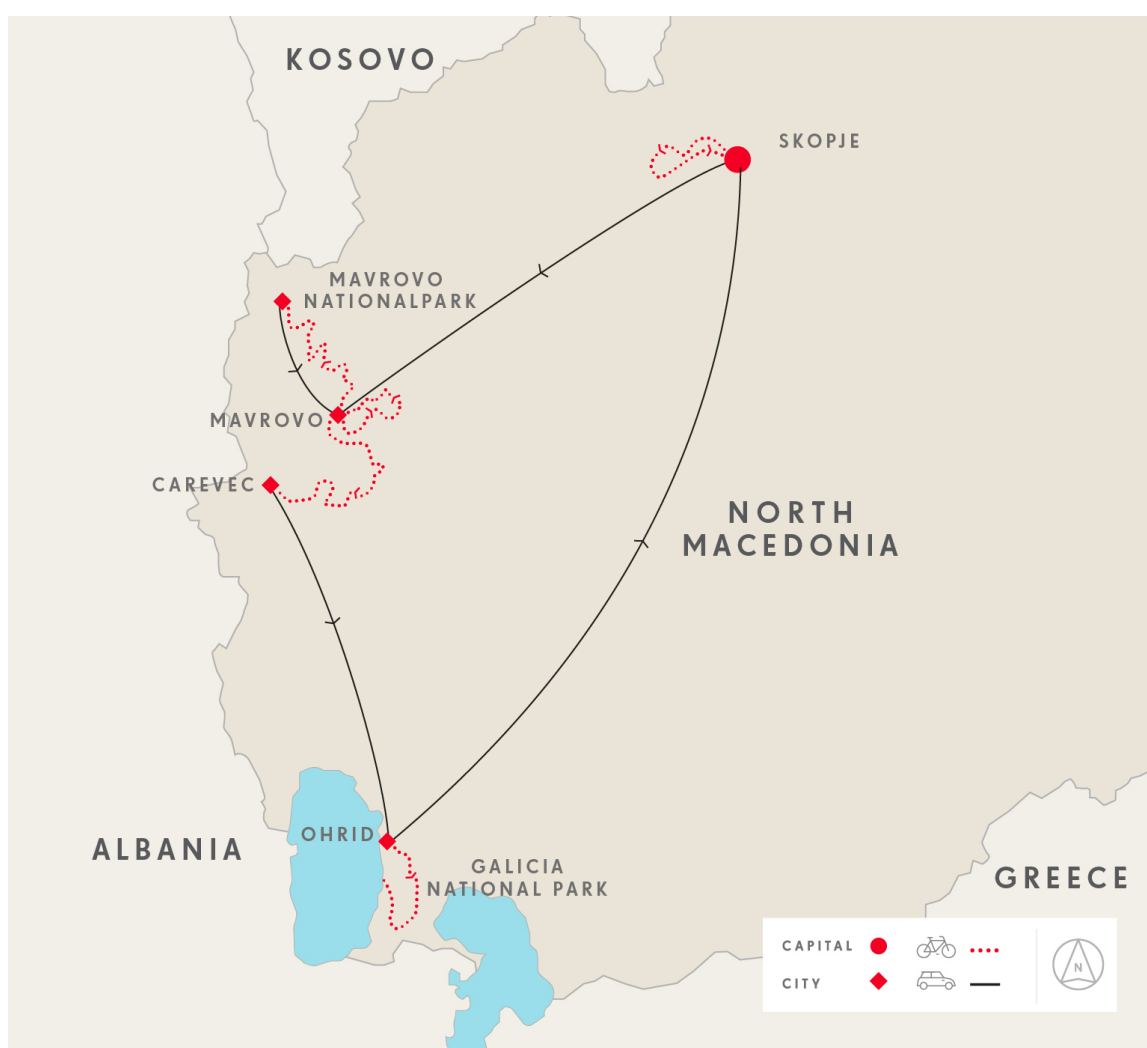 KOSOVO
SKOPJE
MAVROVO
NATIONALPARK
MAVROVO
CAREVEC
NORTH
MACEDONIA
OHRID
ALBANIA
GALICIA
NATIONAL PARK
GREECE
CAPITAL
CITY
N